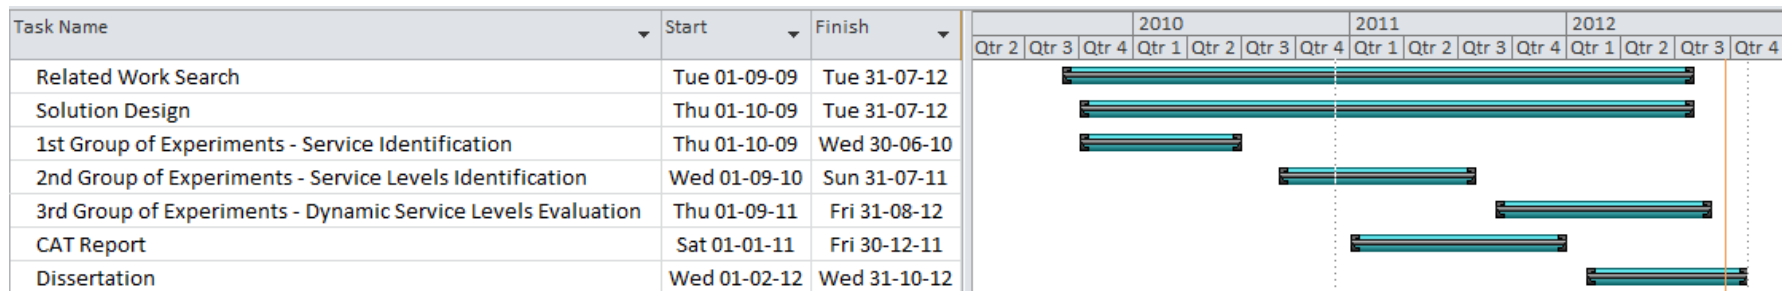 Task Name Start Finish 2010 2011 2012
Qtr 2 Qtr 3 Qtr 4 Qtr 1 Qtr 2 Qtr 3 Qtr 4 Qtr 1 Qtr 2 Qtr 3 Qtr 4 Qtr 1 Qtr 2 Qtr 3 Qtr 4
Related Work Search Tue 01-09-09 Tue 31-07-12
Solution Design Thu 01-10-09 Tue 31-07-12
1st Group of Experiments - Service Identification Thu 01-10-09 Wed 30-06-10
2nd Group of Experiments - Service Levels Identification Wed 01-09-10 Sun 31-07-11
3rd Group of Experiments - Dynamic Service Levels Evaluation Thu 01-09-11 Fri 31-08-12
CAT Report Sat 01-01-11 Fri 30-12-11
Dissertation Wed 01-02-12 Wed 31-10-12